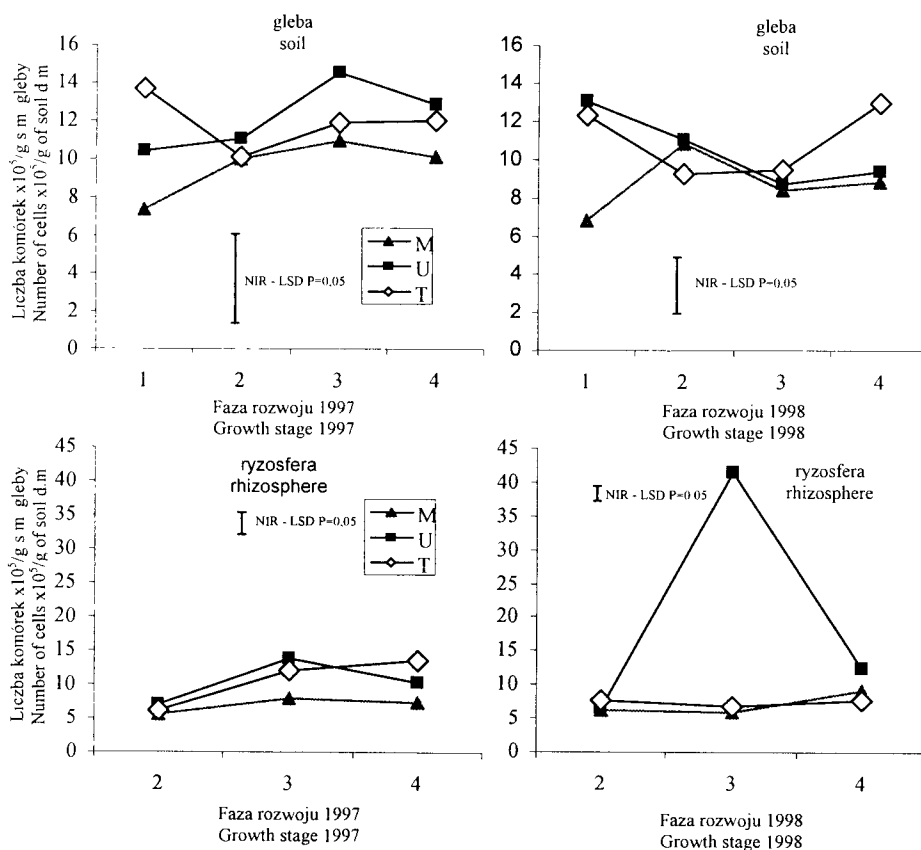 gleba
soil
Liczba komórek x10⁵/g s m gleby
Number of cells x10⁵/g of soil d.m
16
14
12
10
8
6
4
2
0
NIR - LSD P=0,05
M
U
T
1 2 3 4
Faza rozwoju 1997
Growth stage 1997
gleba
soil
16
14
12
10
8
6
4
2
0
NIR - LSD P=0,05
1 2 3 4
Faza rozwoju 1998
Growth stage 1998
ryzosfera
rhizosphere
Liczba komórek x10⁵/g s m gleby
Number of cells x10⁵/g of soil d.m
45
40
35
30
25
20
15
10
5
0
NIR - LSD P=0,05
M
U
T
2 3 4
Faza rozwoju 1997
Growth stage 1997
ryzosfera
rhizosphere
45
40
35
30
25
20
15
10
5
0
NIR - LSD P=0 05
2 3 4
Faza rozwoju 1998
Growth stage 1998